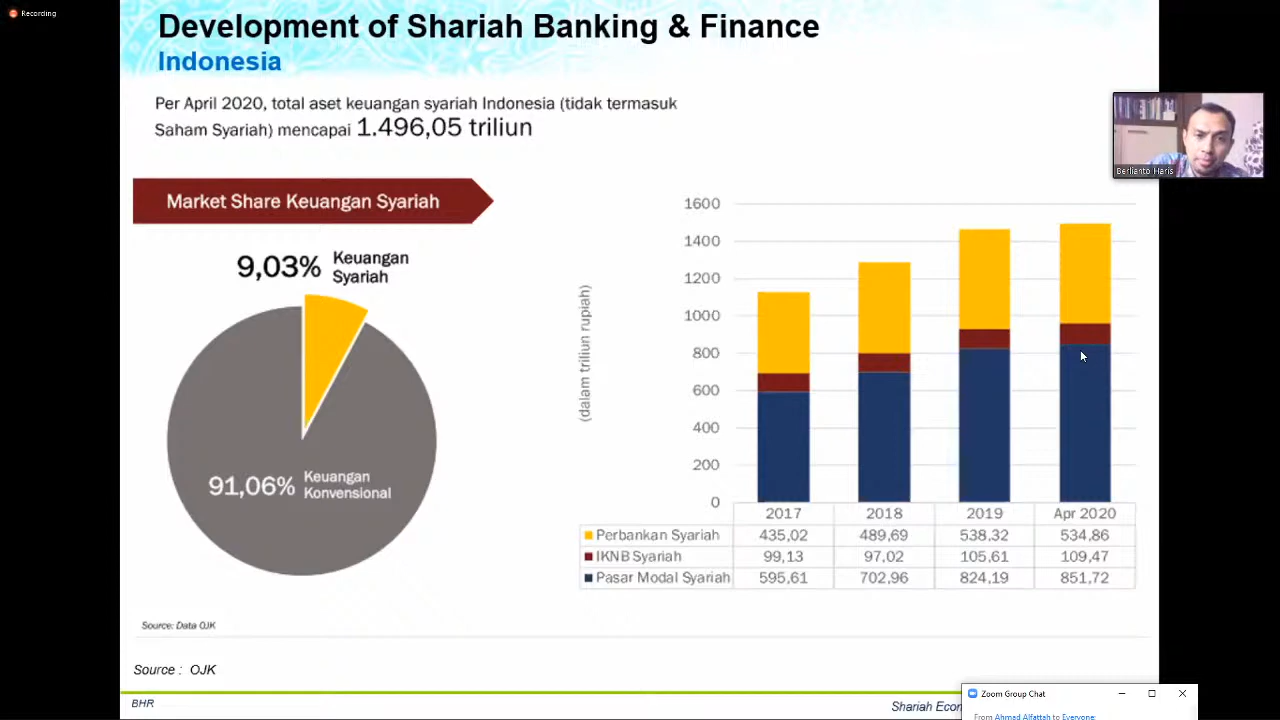 Recording
Development of Shariah Banking & Finance
Indonesia
Per April 2020, total aset keuangan syariah Indonesia (tidak termasuk
Saham Syariah) mencapai 1.496,05 triliun
Berlianto Haris
Market Share Keuangan Syariah
9,03% Keuangan
Syariah
91,06% Keuangan
Konvensional
(dalam triliun rupiah)
1600
1400
1200
1000
800
600
400
200
0
2017 2018 2019 Apr 2020
Perbankan Syariah 435,02 489,69 538.32 534,86
IKNB Syariah 99,13 97,02 105,61 109,47
Pasar Modal Syariah 595,61 702,96 824,19 851,72
Source: Data OJK
Source : OJK
BHR
Shariah Econ
Zoom Group Chat
From Ahmad Alfattah to Everyone: